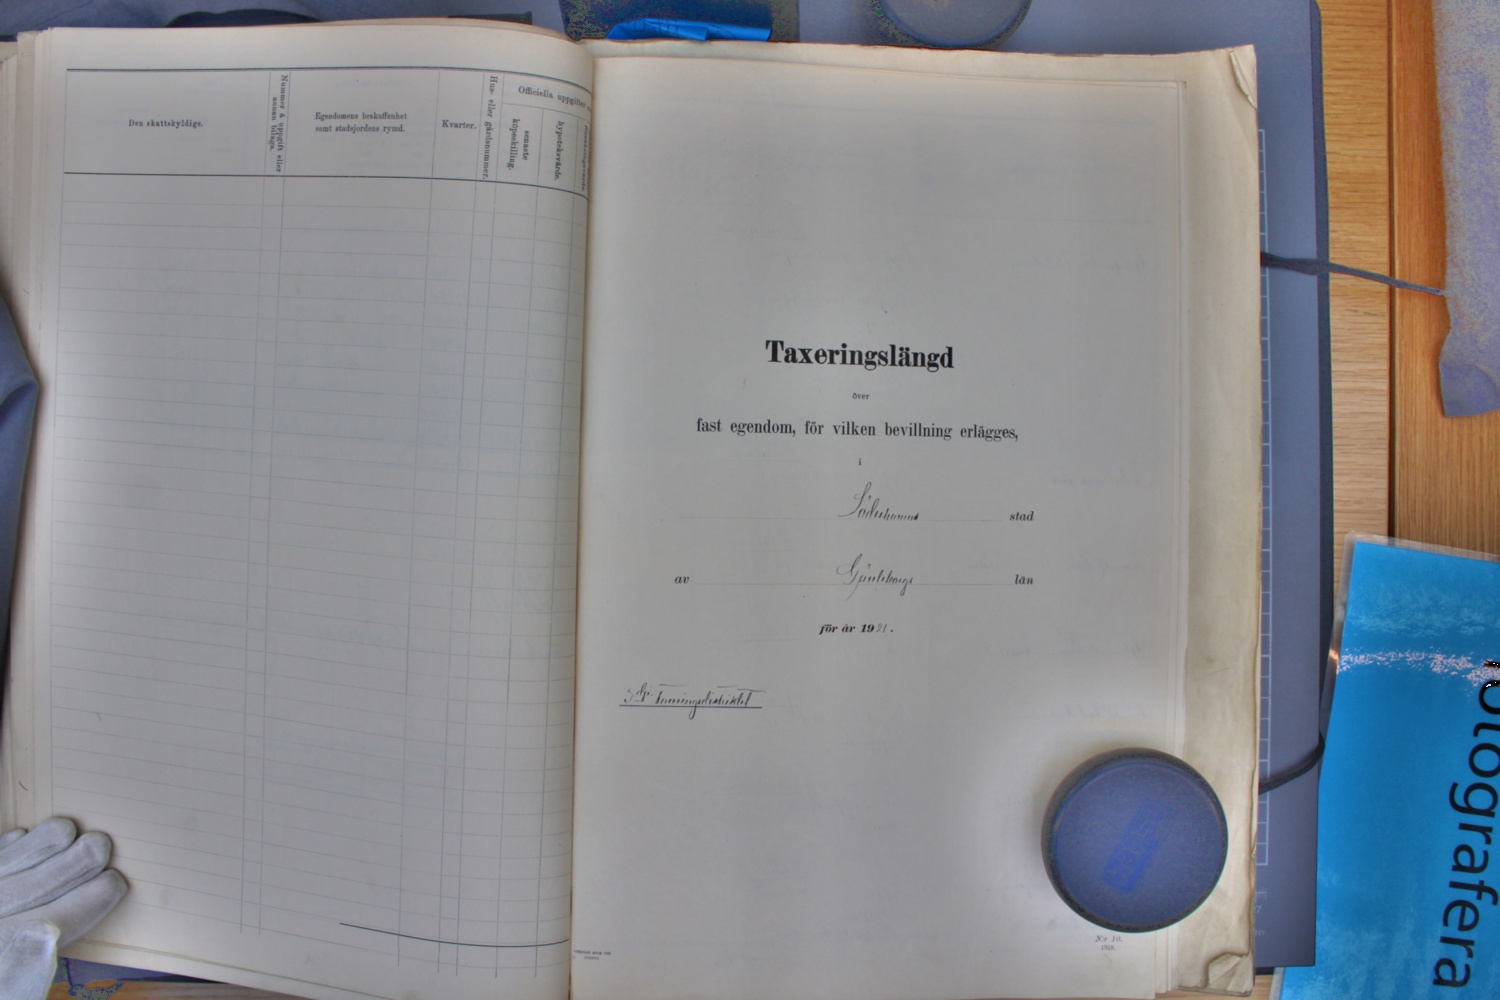 Den skattskyldige.
Nummer å uppgift eller annan bilaga.
Egendomens beskaffenhet
samt stadsjordens rymd.
Kvarter.
Hus- eller gårdsnummer.
Officiella uppgifter
senaste köpeskilling.
hypoteksvärde.
Taxeringslängd
över
fast egendom, för vilken bevillning erlägges,
i
Söderhamns stad
av Gävleborgs län
för år 1921.
3dje taxeringsdistriktet
N:r 10.
1918.
fotografera